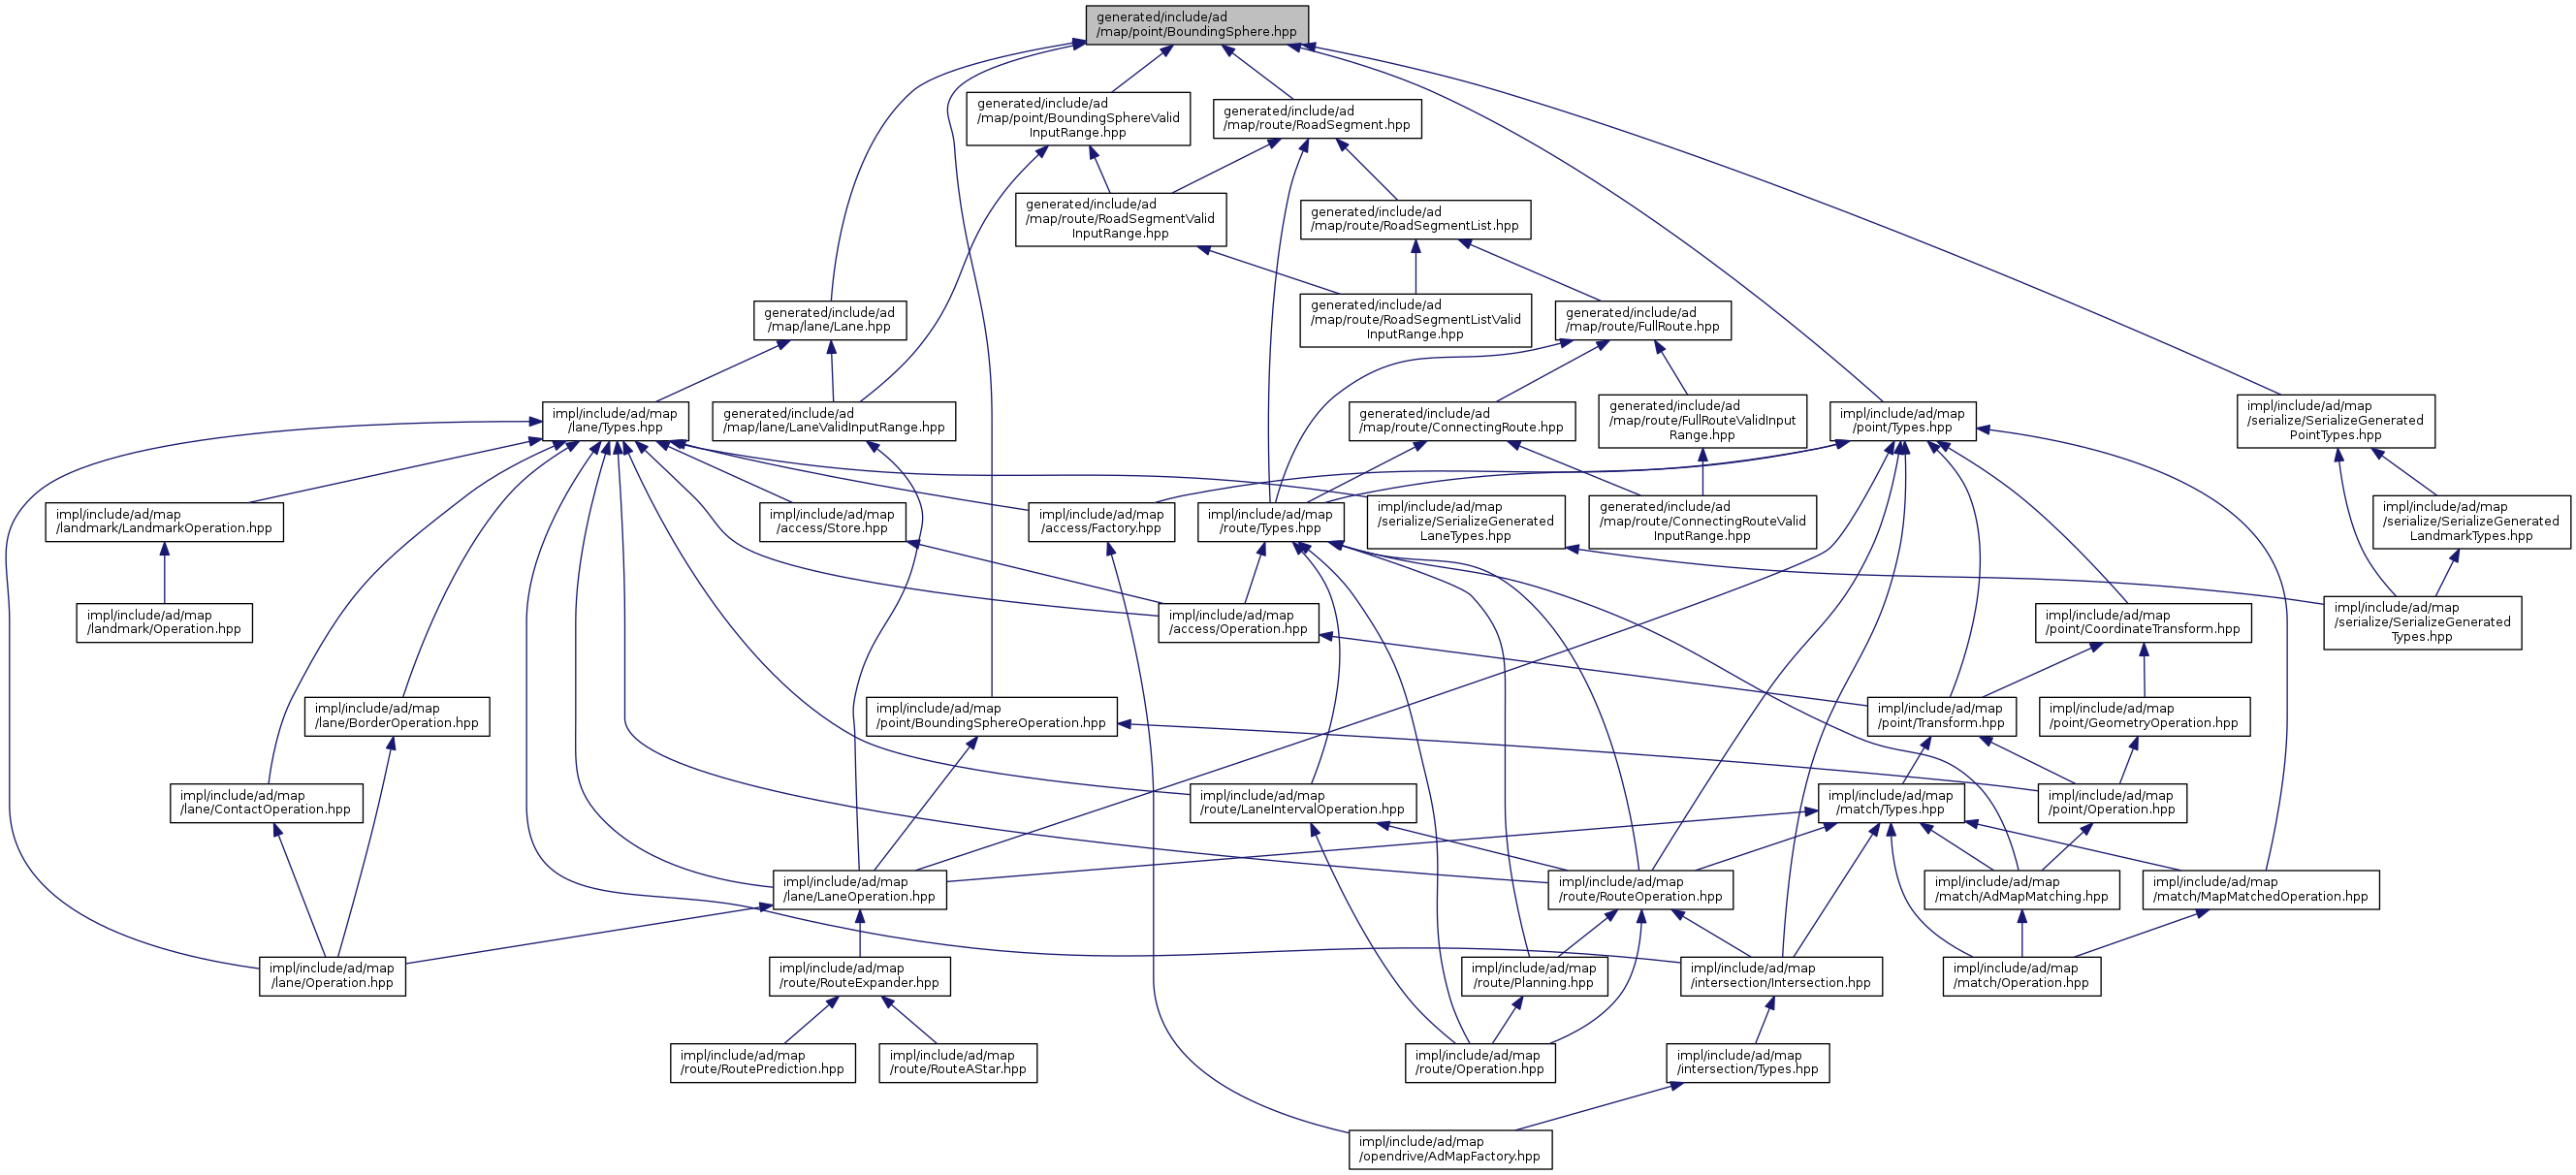 generated/include/ad
/map/point/BoundingSphere.hpp
generated/include/ad
/map/point/BoundingSphereValid
InputRange.hpp
generated/include/ad
/map/route/RoadSegment.hpp
generated/include/ad
/map/route/RoadSegmentValid
InputRange.hpp
generated/include/ad
/map/route/RoadSegmentList.hpp
generated/include/ad
/map/lane/Lane.hpp
generated/include/ad
/map/route/RoadSegmentListValid
InputRange.hpp
generated/include/ad
/map/route/FullRoute.hpp
impl/include/ad/map
/lane/Types.hpp
generated/include/ad
/map/lane/LaneValidInputRange.hpp
generated/include/ad
/map/route/ConnectingRoute.hpp
generated/include/ad
/map/route/FullRouteValidInput
Range.hpp
impl/include/ad/map
/point/Types.hpp
impl/include/ad/map
/serialize/SerializeGenerated
PointTypes.hpp
impl/include/ad/map
/landmark/LandmarkOperation.hpp
impl/include/ad/map
/access/Store.hpp
impl/include/ad/map
/access/Factory.hpp
impl/include/ad/map
/route/Types.hpp
impl/include/ad/map
/serialize/SerializeGenerated
LaneTypes.hpp
generated/include/ad
/map/route/ConnectingRouteValid
InputRange.hpp
impl/include/ad/map
/serialize/SerializeGenerated
LandmarkTypes.hpp
impl/include/ad/map
/landmark/Operation.hpp
impl/include/ad/map
/access/Operation.hpp
impl/include/ad/map
/point/CoordinateTransform.hpp
impl/include/ad/map
/serialize/SerializeGenerated
Types.hpp
impl/include/ad/map
/lane/BorderOperation.hpp
impl/include/ad/map
/point/BoundingSphereOperation.hpp
impl/include/ad/map
/point/Transform.hpp
impl/include/ad/map
/point/GeometryOperation.hpp
impl/include/ad/map
/lane/ContactOperation.hpp
impl/include/ad/map
/route/LaneIntervalOperation.hpp
impl/include/ad/map
/match/Types.hpp
impl/include/ad/map
/point/Operation.hpp
impl/include/ad/map
/lane/LaneOperation.hpp
impl/include/ad/map
/route/RouteOperation.hpp
impl/include/ad/map
/match/AdMapMatching.hpp
impl/include/ad/map
/match/MapMatchedOperation.hpp
impl/include/ad/map
/lane/Operation.hpp
impl/include/ad/map
/route/RouteExpander.hpp
impl/include/ad/map
/route/Planning.hpp
impl/include/ad/map
/intersection/Intersection.hpp
impl/include/ad/map
/match/Operation.hpp
impl/include/ad/map
/route/RoutePrediction.hpp
impl/include/ad/map
/route/RouteAStar.hpp
impl/include/ad/map
/route/Operation.hpp
impl/include/ad/map
/intersection/Types.hpp
impl/include/ad/map
/opendrive/AdMapFactory.hpp